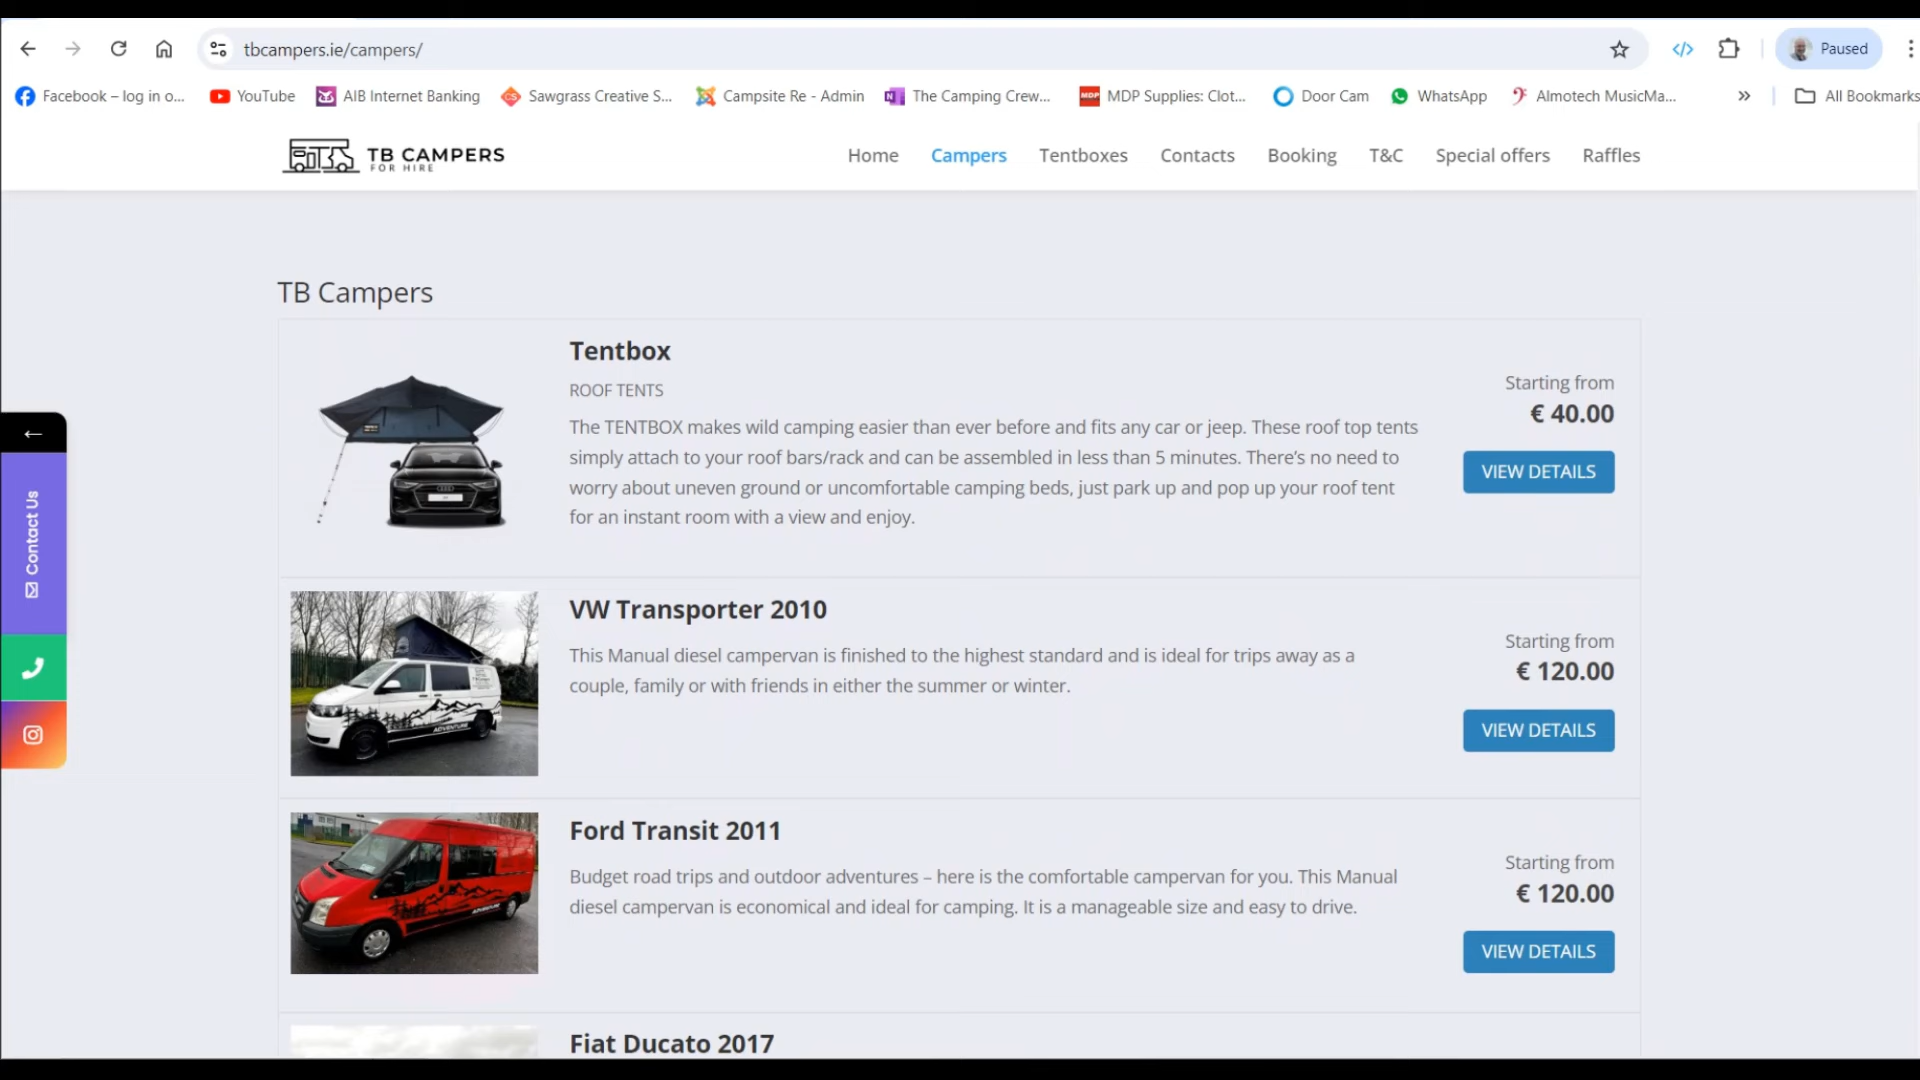 tbcampers.ie/campers/
Paused
Facebook – log in o...
YouTube
AIB Internet Banking
Sawgrass Creative S...
Campsite Re - Admin
The Camping Crew...
MDP Supplies: Clot...
Door Cam
WhatsApp
Almotech MusicMa...
All Bookmarks
TB CAMPERS
FOR HIRE
Home
Campers
Tentboxes
Contacts
Booking
T&C
Special offers
Raffles
TB Campers
Tentbox
ROOF TENTS
The TENTBOX makes wild camping easier than ever before and fits any car or jeep. These roof top tents
simply attach to your roof bars/rack and can be assembled in less than 5 minutes. There’s no need to
worry about uneven ground or uncomfortable camping beds, just park up and pop up your roof tent
for an instant room with a view and enjoy.
Starting from
€ 40.00
VIEW DETAILS
Contact Us
VW Transporter 2010
This Manual diesel campervan is finished to the highest standard and is ideal for trips away as a
couple, family or with friends in either the summer or winter.
Starting from
€ 120.00
VIEW DETAILS
ADVENTURE
Ford Transit 2011
Budget road trips and outdoor adventures – here is the comfortable campervan for you. This Manual
diesel campervan is economical and ideal for camping. It is a manageable size and easy to drive.
Starting from
€ 120.00
VIEW DETAILS
ADVENTURE
Fiat Ducato 2017